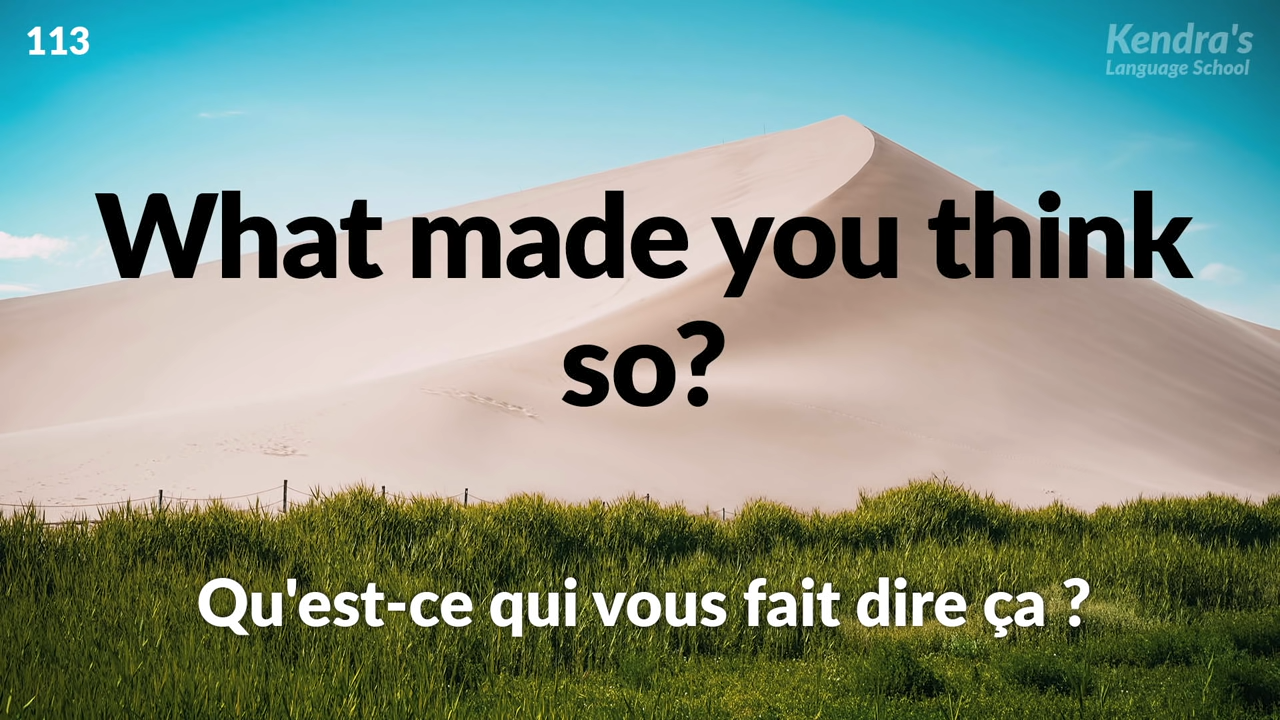 113
Kendra's
Language School
What made you think
so?
Qu'est-ce qui vous fait dire ça ?